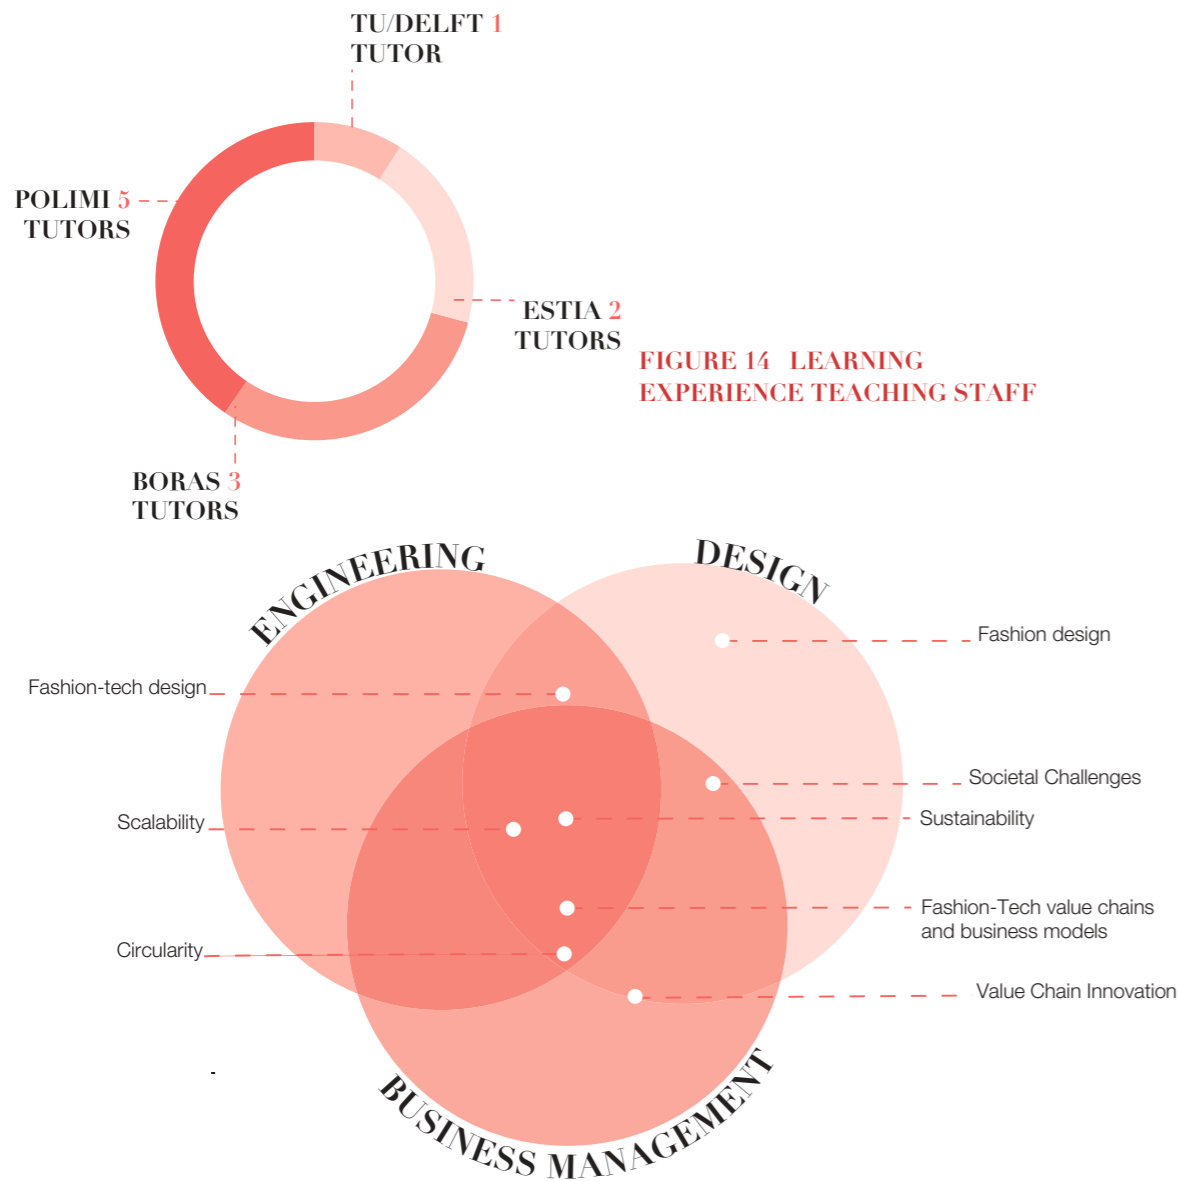 TU/DELFT 1
TUTOR
POLIMI 5
TUTORS
ESTIA 2
TUTORS
FIGURE 14 LEARNING
EXPERIENCE TEACHING STAFF
BORAS 3
TUTORS
ENGINEERING
DESIGN
Fashion design
Fashion-tech design
Societal Challenges
Scalability
Sustainability
Fashion-Tech value chains
and business models
Circularity
Value Chain Innovation
-
BUSINESS MANAGEMENT